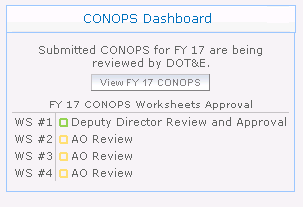 CONOPS Dashboard
Submitted CONOPS for FY 17 are being
reviewed by DOT&E.
View FY 17 CONOPS
FY 17 CONOPS Worksheets Approval
WS #1 Deputy Director Review and Approval
WS #2 AO Review
WS #3 AO Review
WS #4 AO Review